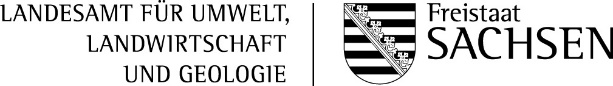 LANDESAMT FÜR UMWELT,
LANDWIRTSCHAFT
UND GEOLOGIE
Freistaat
SACHSEN